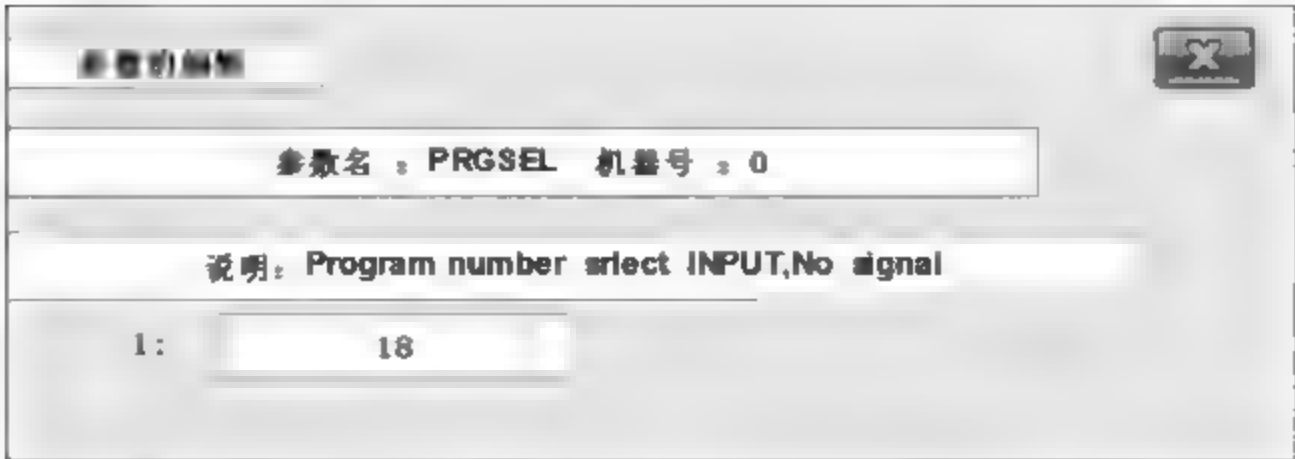 参数名：PRGSEL 机器号：0
说明：Program number srlect INPUT,No signal
1: 18